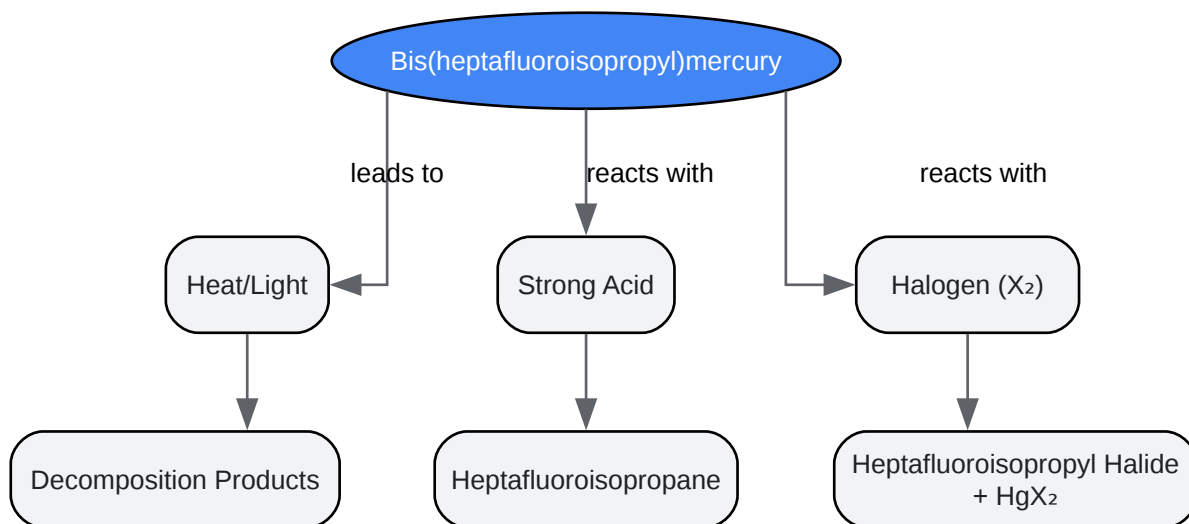 Bis(heptafluoroisopropyl)mercury
leads to
reacts with
reacts with
Heat/Light
Strong Acid
Halogen (X₂)
Decomposition Products
Heptafluoroisopropane
Heptafluoroisopropyl Halide
+ HgX₂